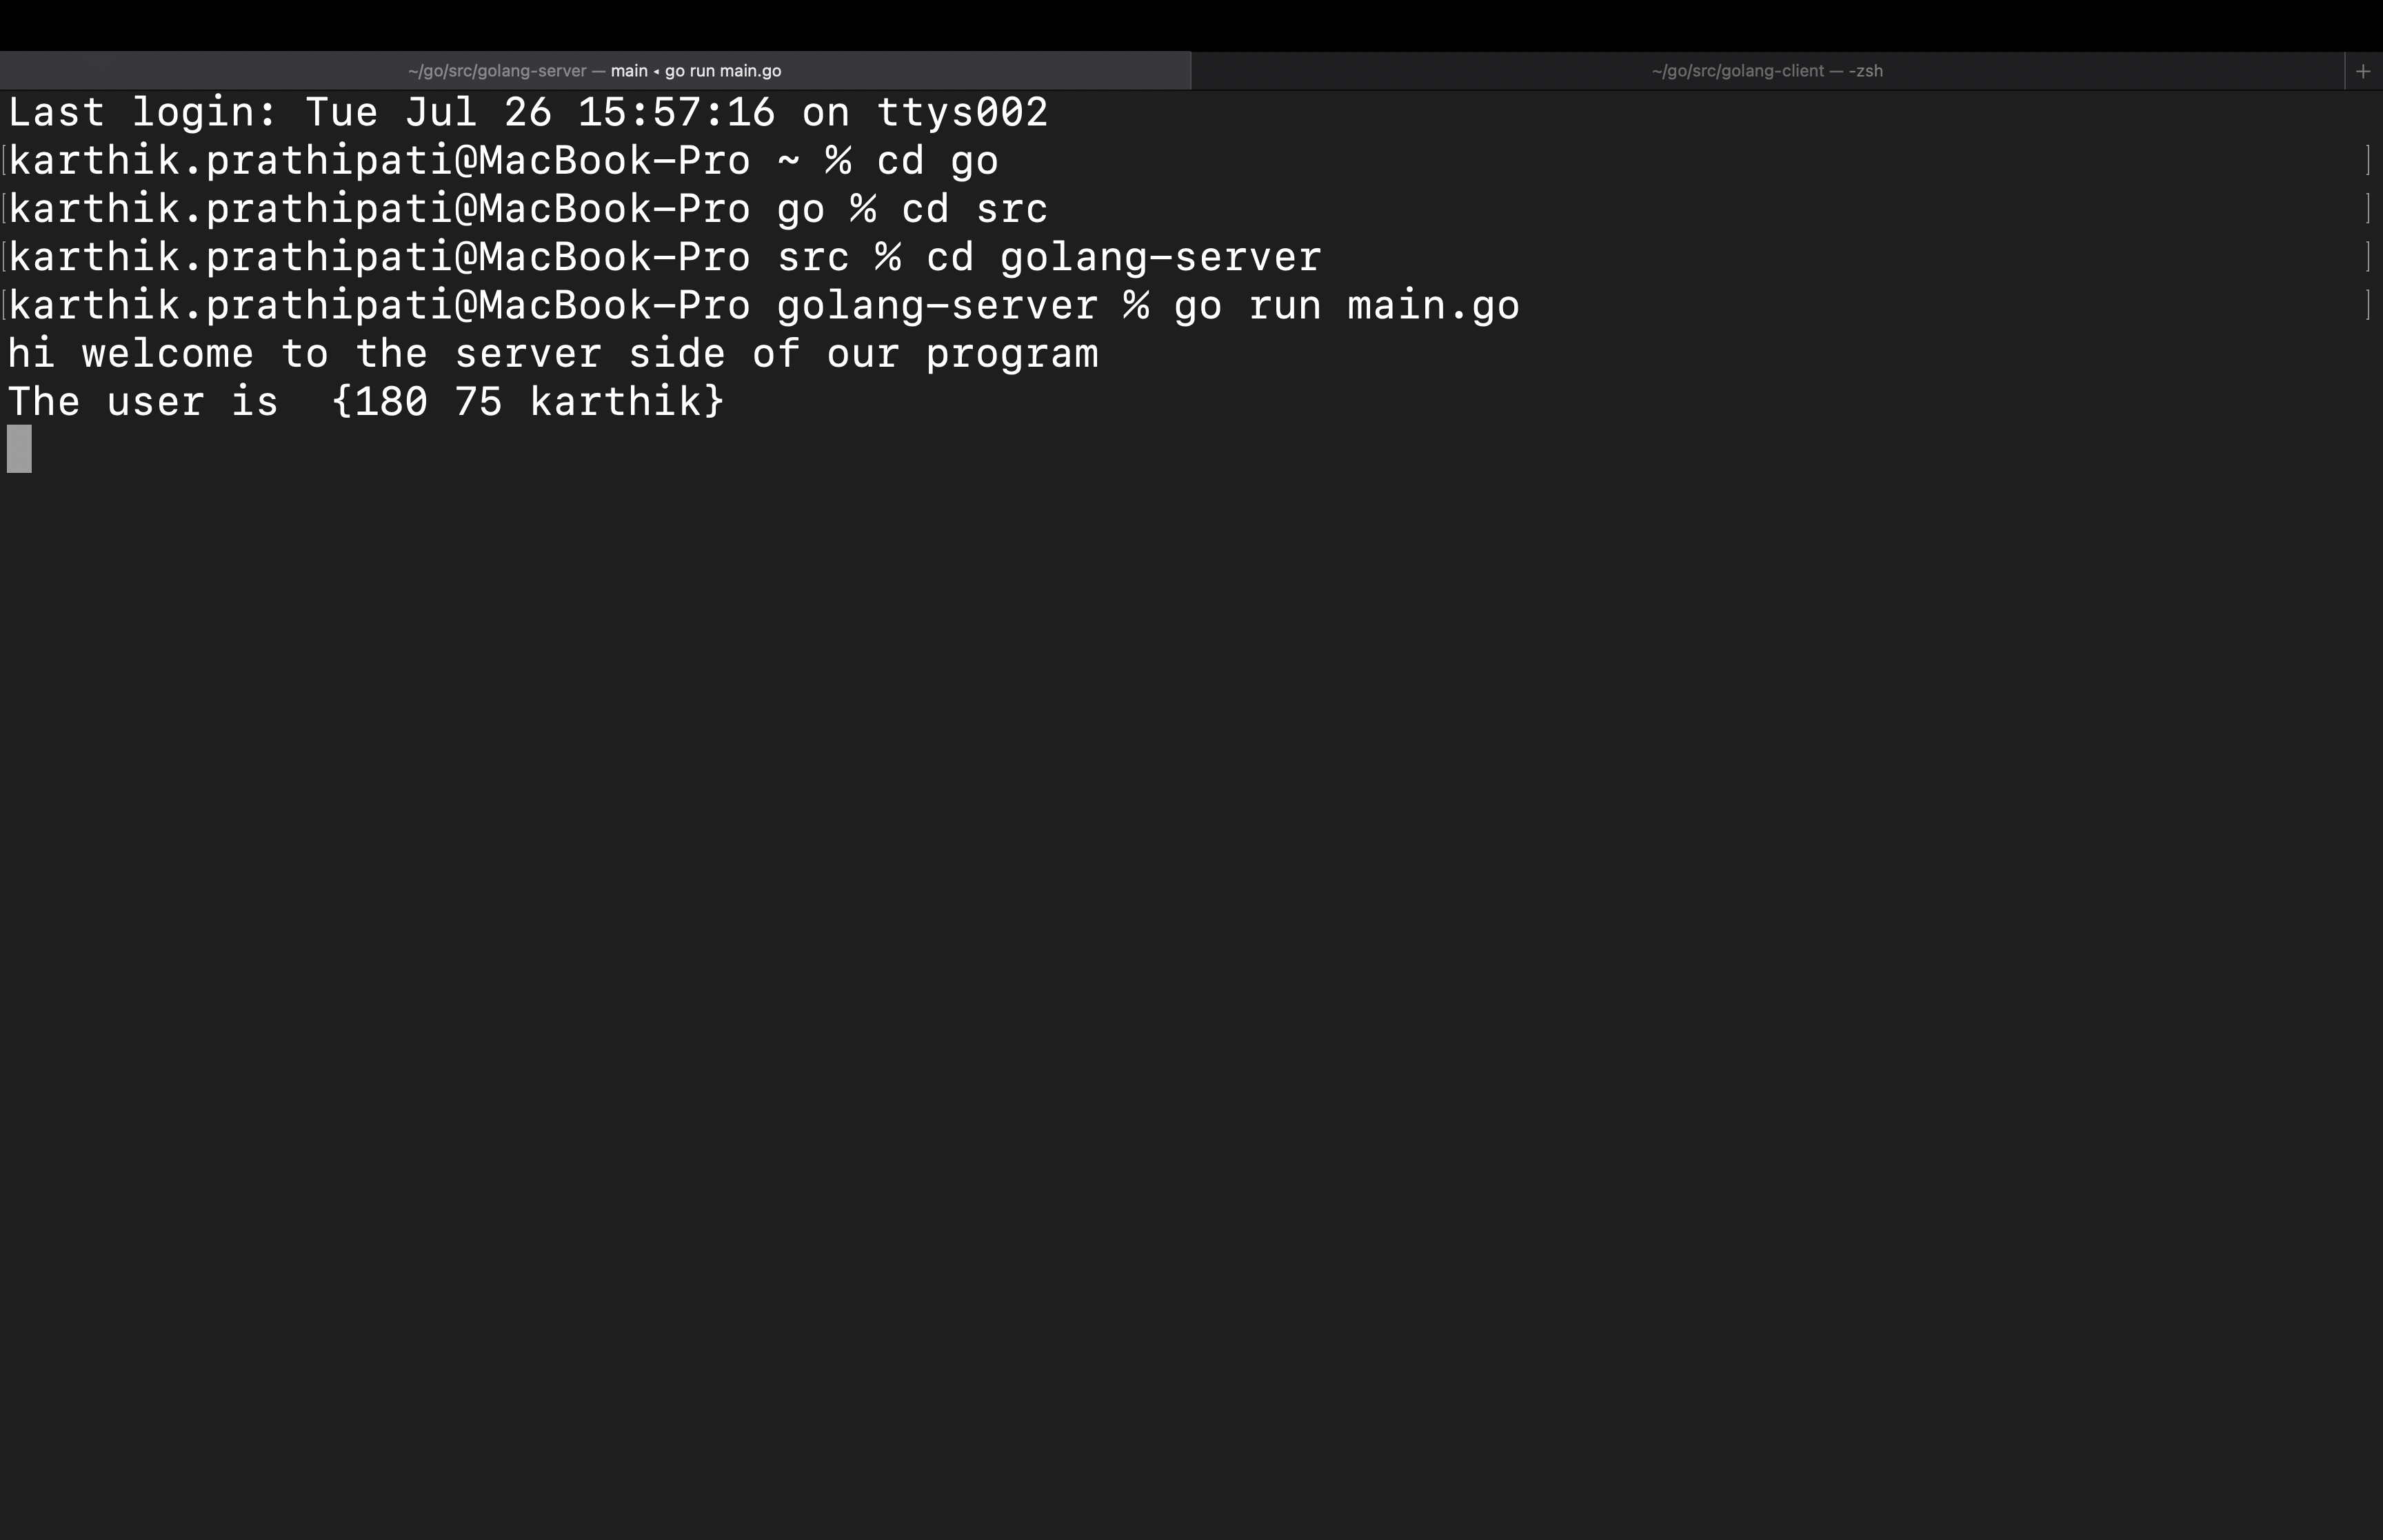 ~/go/src/golang-server — main ◂ go run main.go
~/go/src/golang-client — -zsh
+
Last login: Tue Jul 26 15:57:16 on ttys002
[karthik.prathipati@MacBook-Pro ~ % cd go ]
[karthik.prathipati@MacBook-Pro go % cd src ]
[karthik.prathipati@MacBook-Pro src % cd golang-server ]
[karthik.prathipati@MacBook-Pro golang-server % go run main.go ]
hi welcome to the server side of our program
The user is  {180 75 karthik}